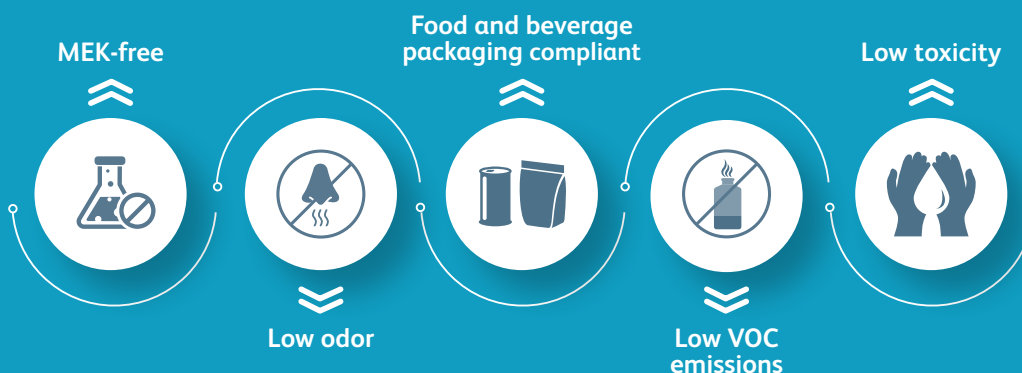 MEK-free
Low odor
Food and beverage
packaging compliant
Low VOC
emissions
Low toxicity